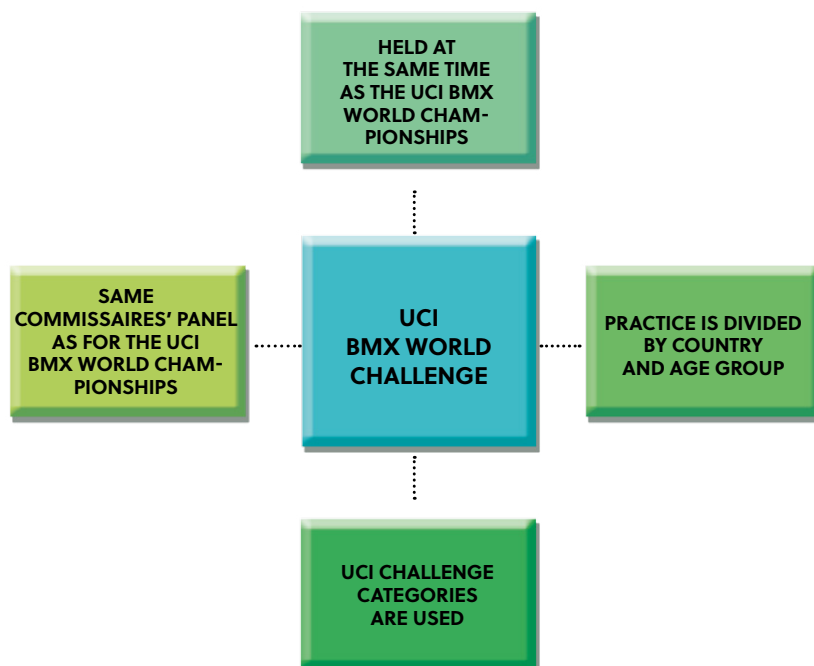 HELD AT
THE SAME TIME
AS THE UCI BMX
WORLD CHAM-
PIONSHIPS
SAME
COMMISSAIRES’ PANEL
AS FOR THE UCI
BMX WORLD CHAM-
PIONSHIPS
UCI
BMX WORLD
CHALLENGE
PRACTICE IS DIVIDED
BY COUNTRY
AND AGE GROUP
UCI CHALLENGE
CATEGORIES
ARE USED